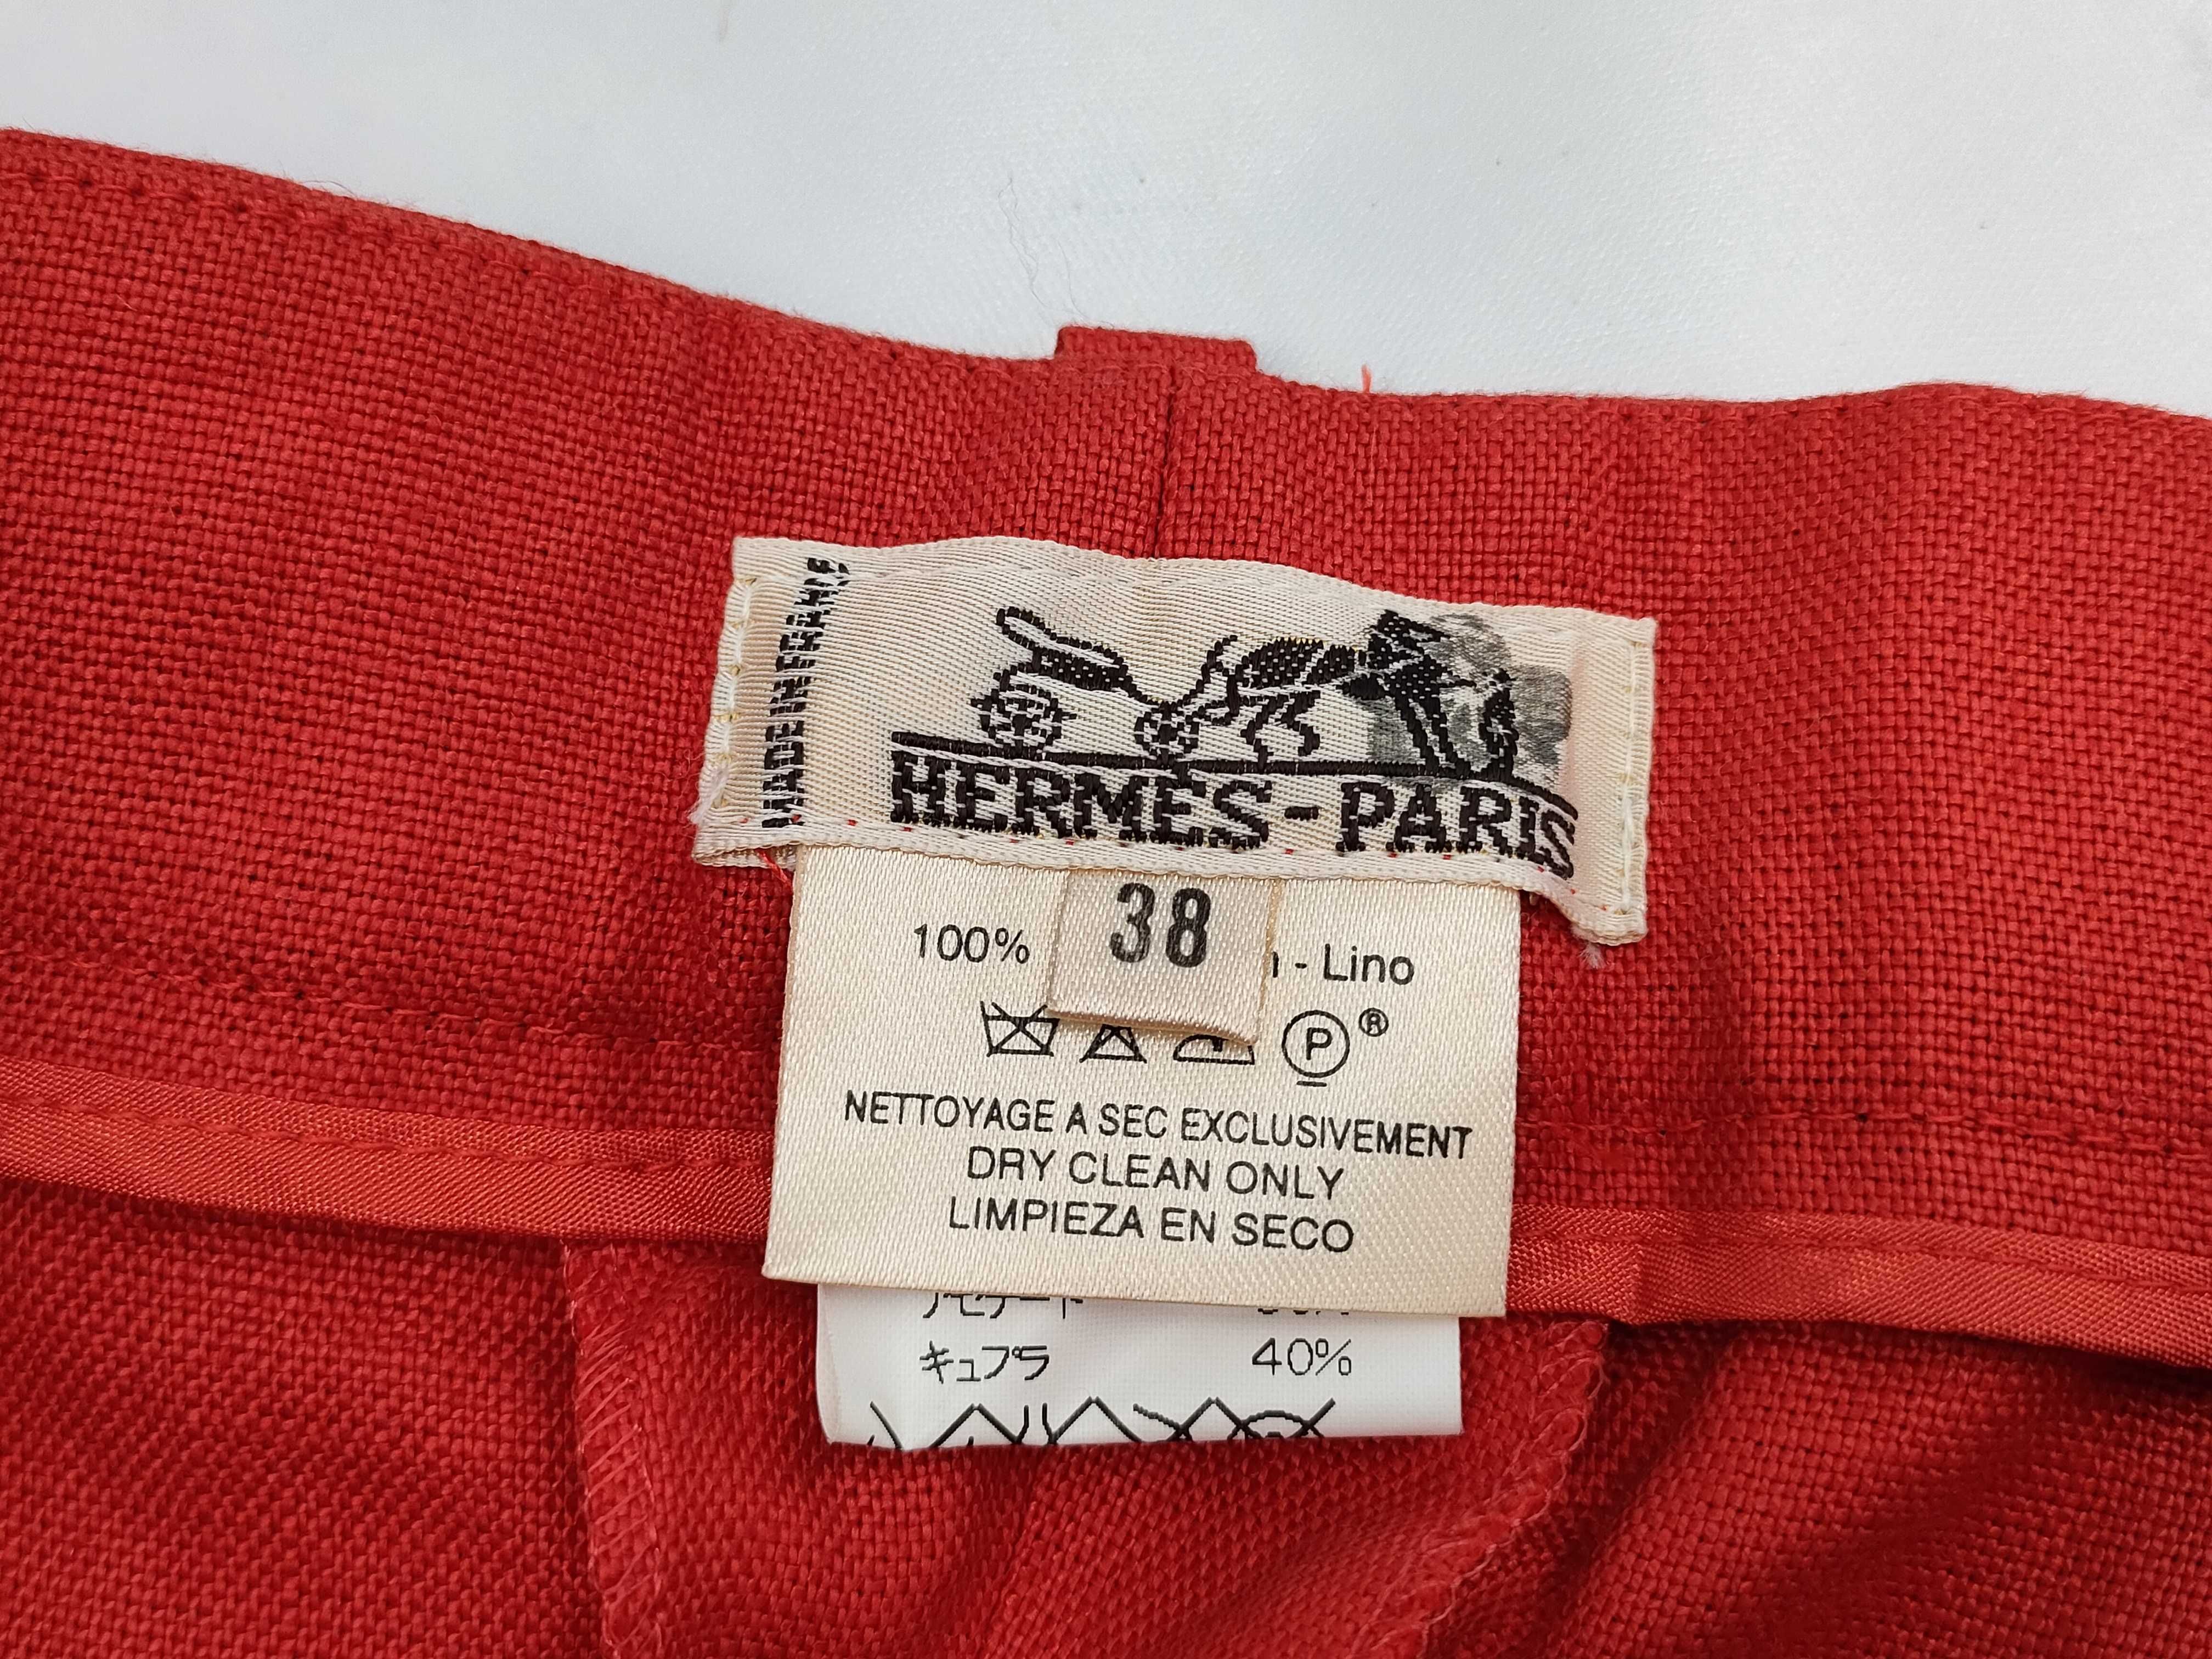 MADE IN FRANCE
HERMÈS-PARIS
38
100% - Lino
P ®
NETTOYAGE A SEC EXCLUSIVEMENT
DRY CLEAN ONLY
LIMPIEZA EN SECO
キュプラ 40%